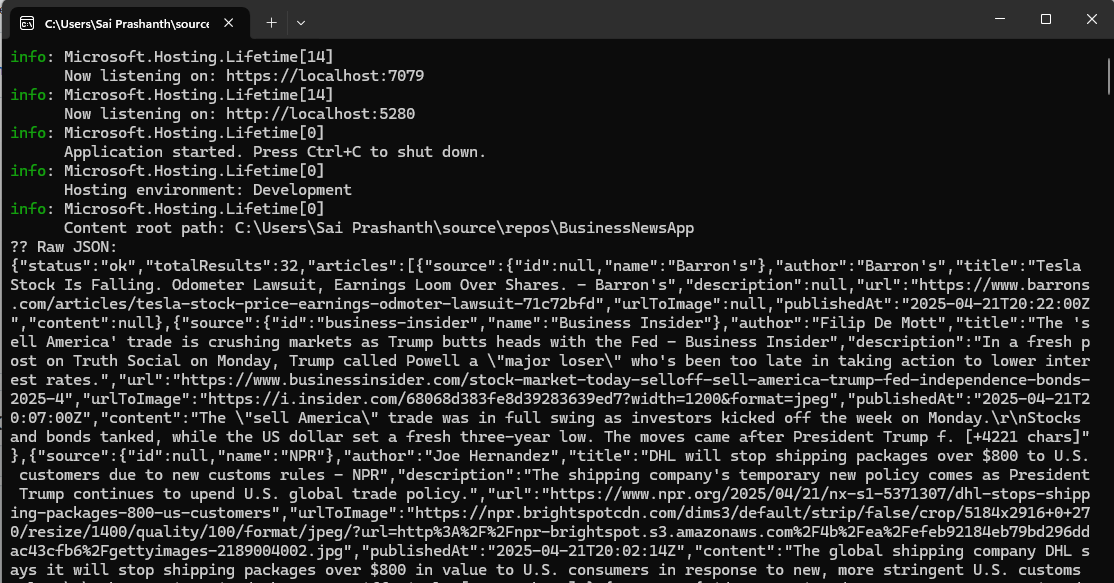 C:\Users\Sai Prashanth\source
info: Microsoft.Hosting.Lifetime[14]
Now listening on: https://localhost:7079
info: Microsoft.Hosting.Lifetime[14]
Now listening on: http://localhost:5280
info: Microsoft.Hosting.Lifetime[0]
Application started. Press Ctrl+C to shut down.
info: Microsoft.Hosting.Lifetime[0]
Hosting environment: Development
info: Microsoft.Hosting.Lifetime[0]
Content root path: C:\Users\Sai Prashanth\source\repos\BusinessNewsApp
?? Raw JSON:
{"status":"ok","totalResults":32,"articles":[{"source":{"id":null,"name":"Barron's"},"author":"Barron's","title":"Tesla
Stock Is Falling. Odometer Lawsuit, Earnings Loom Over Shares. - Barron's","description":null,"url":"https://www.barrons
.com/articles/tesla-stock-price-earnings-odmoter-lawsuit-71c72bfd","urlToImage":null,"publishedAt":"2025-04-21T20:22:00Z
","content":null},{"source":{"id":"business-insider","name":"Business Insider"},"author":"Filip De Mott","title":"The 's
ell America' trade is crushing markets as Trump butts heads with the Fed - Business Insider","description":"In a fresh p
ost on Truth Social on Monday, Trump called Powell a \"major loser\" who's been too late in taking action to lower inter
est rates.","url":"https://www.businessinsider.com/stock-market-today-selloff-sell-america-trump-fed-independence-bonds-
2025-4","urlToImage":"https://i.insider.com/68068d383fe8d39283639ed7?width=1200&format=jpeg","publishedAt":"2025-04-21T2
0:07:00Z","content":"The \"sell America\" trade was in full swing as investors kicked off the week on Monday.\r\nStocks
and bonds tanked, while the US dollar set a fresh three-year low. The moves came after President Trump f. [+4221 chars]"
},{"source":{"id":null,"name":"NPR"},"author":"Joe Hernandez","title":"DHL will stop shipping packages over $800 to U.S.
customers due to new customs rules - NPR","description":"The shipping company's temporary new policy comes as President
Trump continues to upend U.S. global trade policy.","url":"https://www.npr.org/2025/04/21/nx-s1-5371307/dhl-stops-shipp
ing-packages-800-us-customers","urlToImage":"https://npr.brightspotcdn.com/dims3/default/strip/false/crop/5184x2916+0+27
0/resize/1400/quality/100/format/jpeg/?url=http%3A%2F%2Fnpr-brightspot.s3.amazonaws.com%2F4b%2Fea%2Fefeb92184eb79bd296dd
ac43cfb6%2Fgettyimages-2189004002.jpg","publishedAt":"2025-04-21T20:02:14Z","content":"The global shipping company DHL s
ays it will stop shipping packages over $800 in value to U.S. consumers in response to new, more stringent U.S. customs